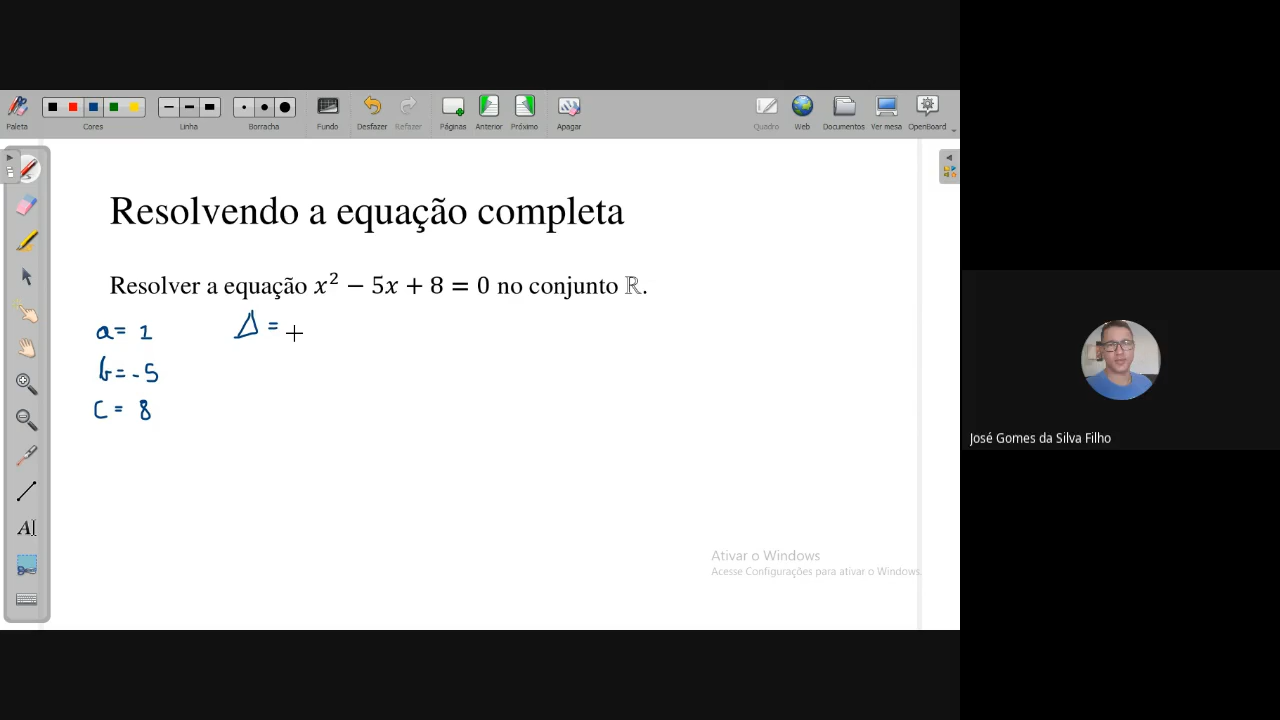 Paleta
Cores
Linha
Borracha
Fundo
Desfazer
Refazer
Páginas
Anterior
Próximo
Apagar
Quadro
Web
Documentos
Ver mesa
OpenBoard
Resolvendo a equação completa
Resolver a equação x² − 5x + 8 = 0 no conjunto ℝ.
a = 1
Δ =
b = -5
c = 8
José Gomes da Silva Filho
Ativar o Windows
Acesse Configurações para ativar o Windows.